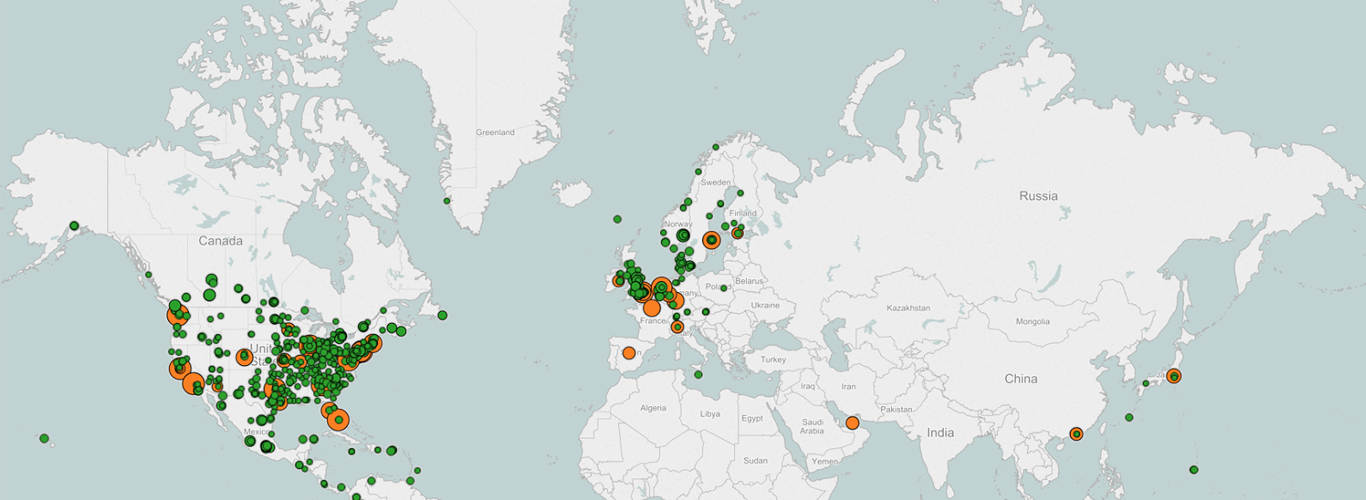 Greenland
Russia
Sweden
Finland
Norway
Canada
Belarus
Poland
Ukraine
Kazakhstan
France
Mongolia
Turkey
China
Iraq
Iran
Pakistan
Algeria
Libya
Egypt
Saudi
Arabia
India
Mexico
Sudan
Yemen